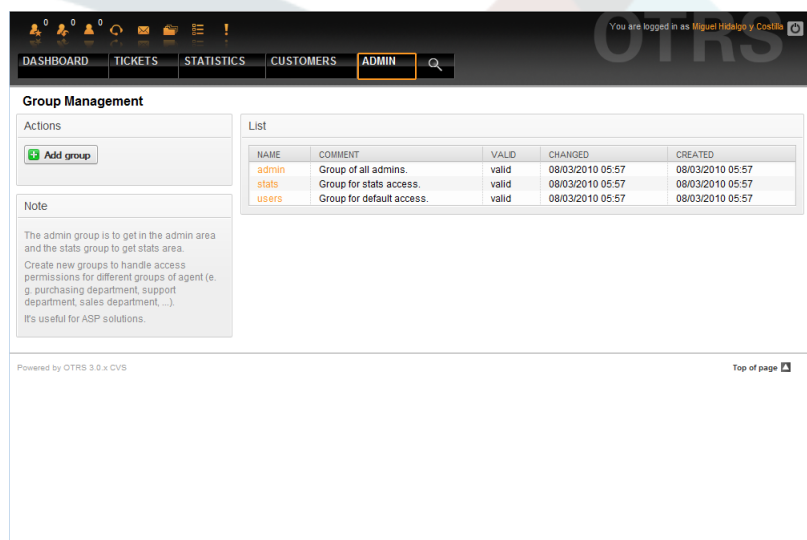 0 0 0
You are logged in as Miguel Hidalgo y Costilla
OTRS
DASHBOARD TICKETS STATISTICS CUSTOMERS ADMIN
Group Management
Actions
Add group
Note
The admin group is to get in the admin area
and the stats group to get stats area.
Create new groups to handle access
permissions for different groups of agent (e.
g. purchasing department, support
department, sales department, ...).
It's useful for ASP solutions.
List
NAME COMMENT VALID CHANGED CREATED
admin Group of all admins. valid 08/03/2010 05:57 08/03/2010 05:57
stats Group for stats access. valid 08/03/2010 05:57 08/03/2010 05:57
users Group for default access. valid 08/03/2010 05:57 08/03/2010 05:57
Powered by OTRS 3.0.x CVS
Top of page